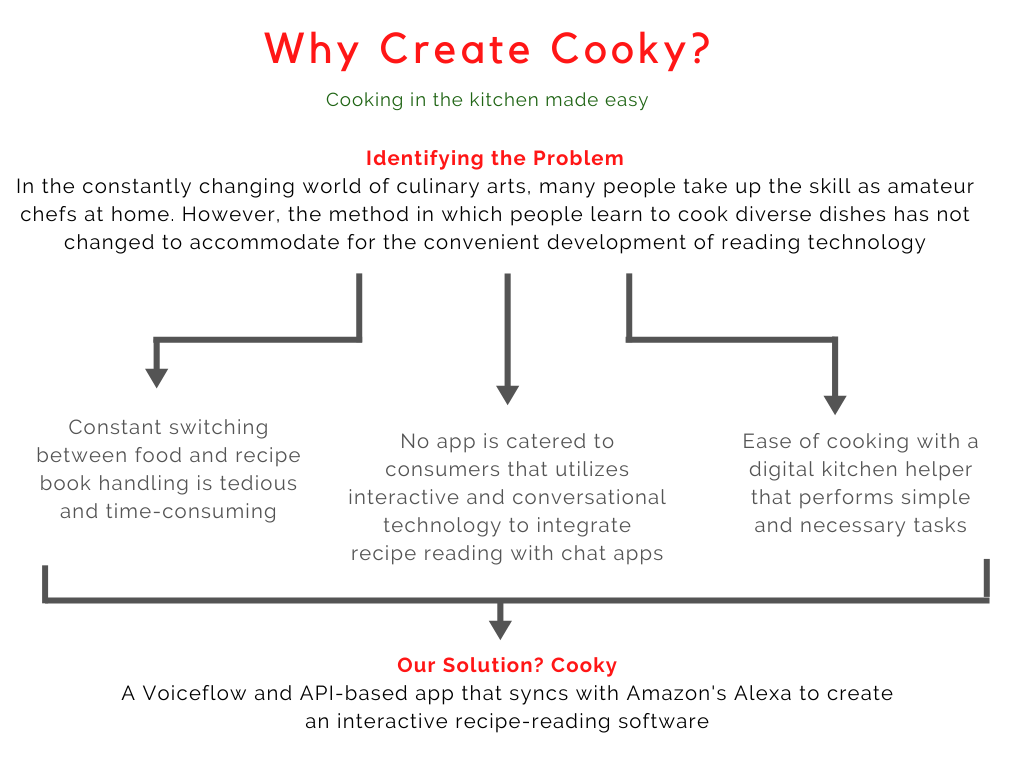 Why Create Cooky?
Cooking in the kitchen made easy
Identifying the Problem
In the constantly changing world of culinary arts, many people take up the skill as amateur
chefs at home. However, the method in which people learn to cook diverse dishes has not
changed to accommodate for the convenient development of reading technology
Constant switching
between food and recipe
book handling is tedious
and time-consuming
No app is catered to
consumers that utilizes
interactive and conversational
technology to integrate
recipe reading with chat apps
Ease of cooking with a
digital kitchen helper
that performs simple
and necessary tasks
Our Solution? Cooky
A Voiceflow and API-based app that syncs with Amazon's Alexa to create
an interactive recipe-reading software